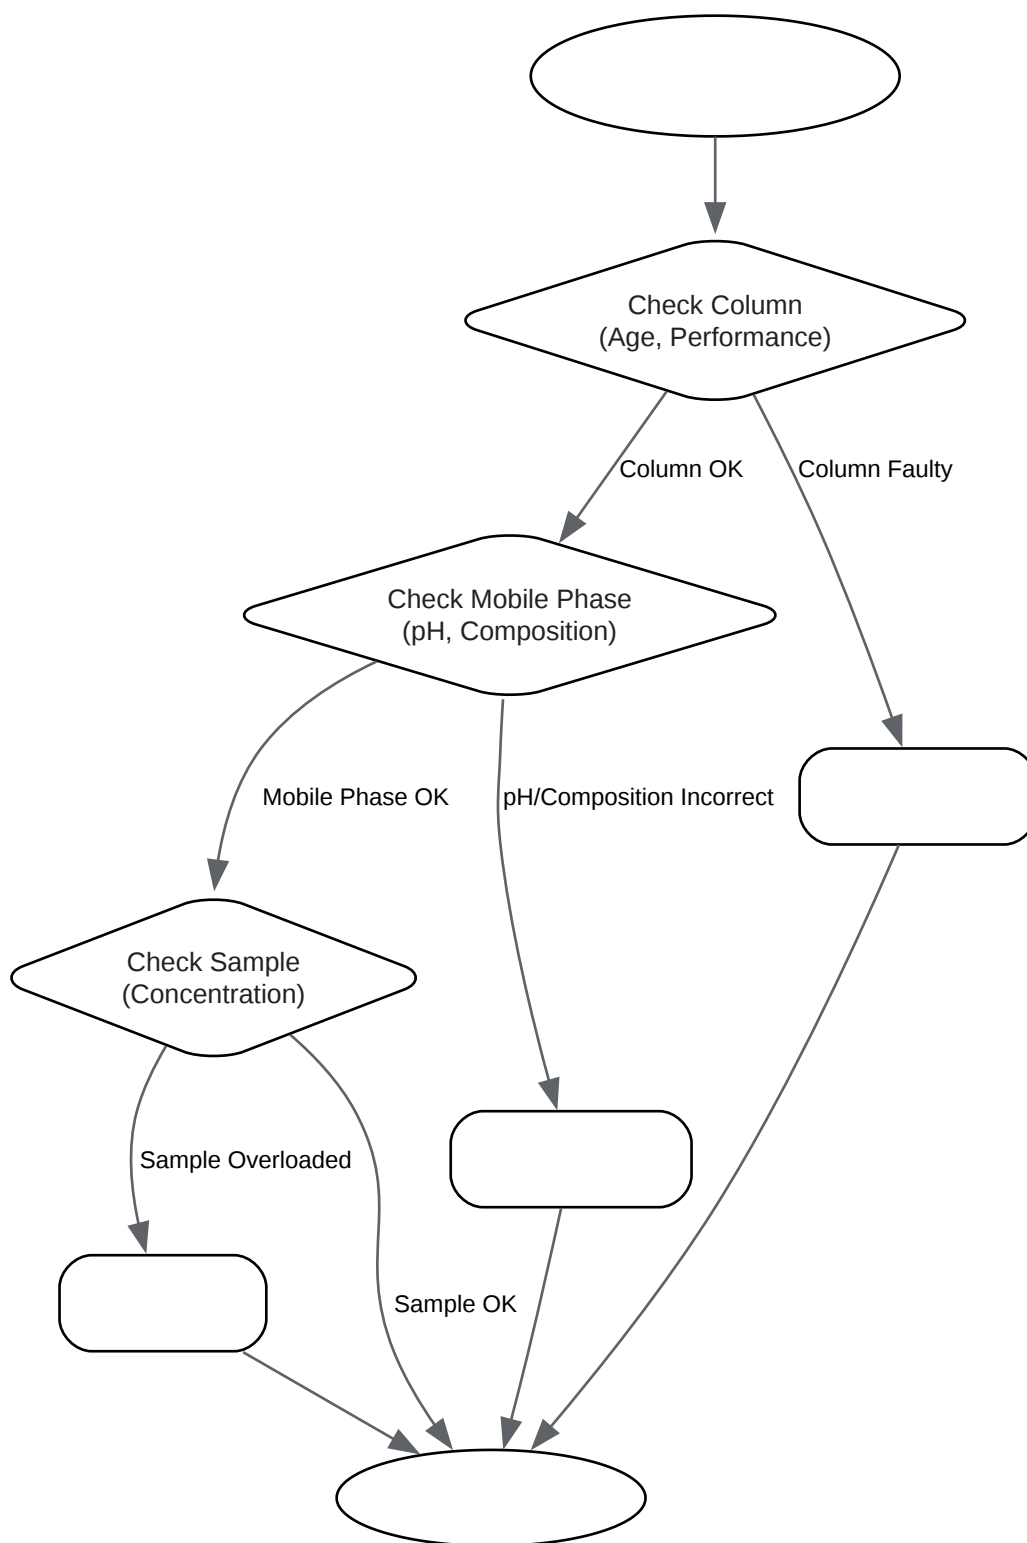 Check Column
(Age, Performance)
Column OK
Column Faulty
Check Mobile Phase
(pH, Composition)
Mobile Phase OK
pH/Composition Incorrect
Check Sample
(Concentration)
Sample Overloaded
Sample OK